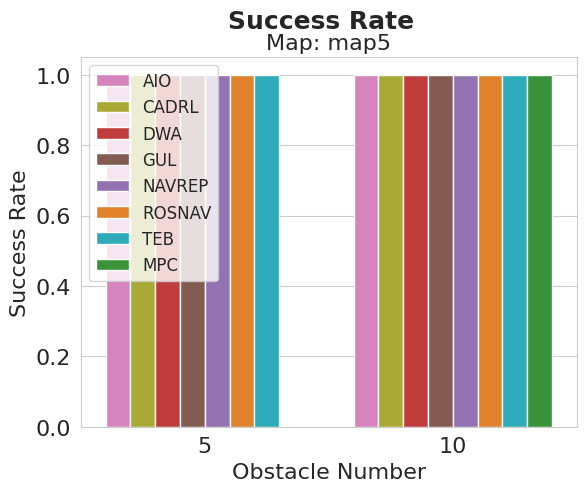 Success Rate
Map: map5
1.0
0.8
0.6
0.4
0.2
0.0
Success Rate
AIO
CADRL
DWA
GUL
NAVREP
ROSNAV
TEB
MPC
5
10
Obstacle Number